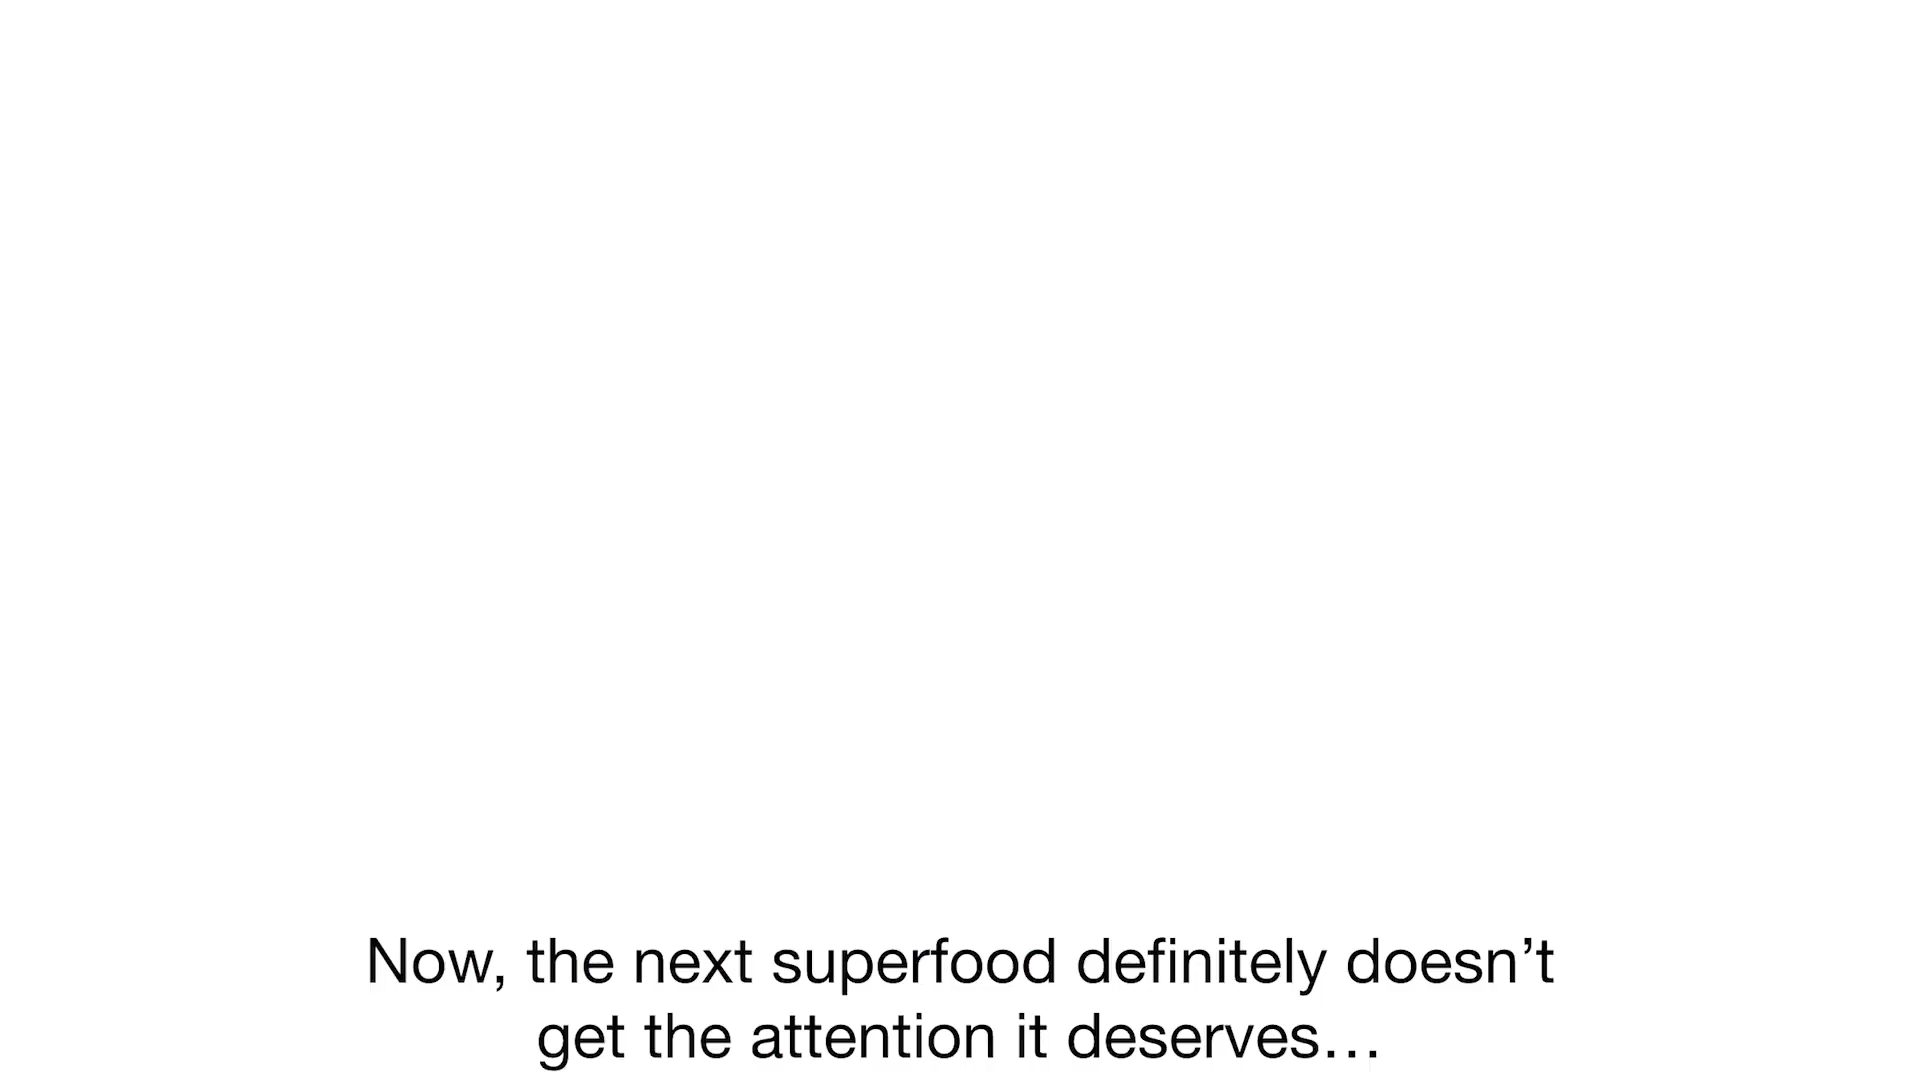 Now, the next superfood definitely doesn’t
get the attention it deserves…